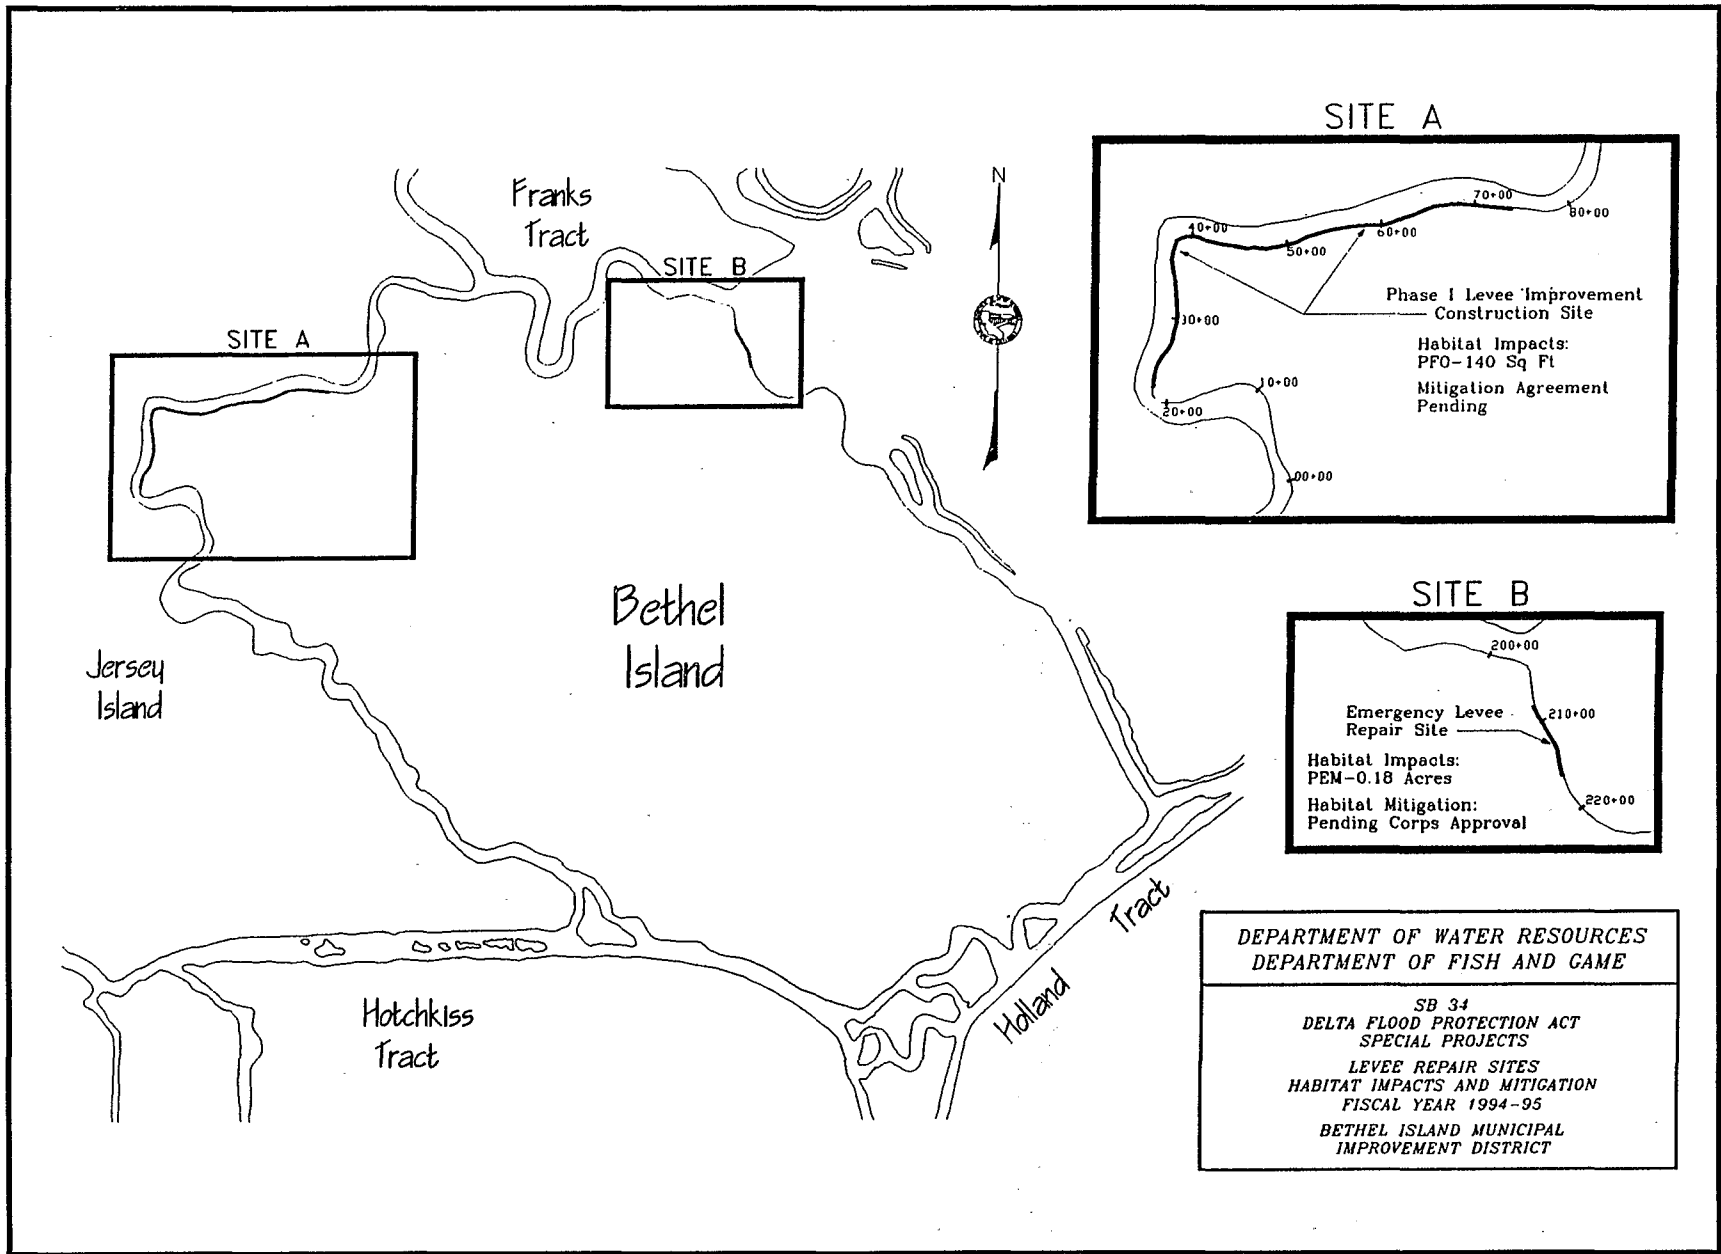 SITE A
Franks
Tract
N
SITE B
SITE A
70+00
80+00
40+00
60+00
50+00
Phase I Levee Improvement
Construction Site
30+00
Habitat Impacts:
PFO-140 Sq Ft
10+00
Mitigation Agreement
Pending
20+00
00+00
Bethel
Island
SITE B
200+00
Jersey
Island
Emergency Levee
Repair Site
210+00
Habitat Impacts:
PEM-0.18 Acres
220+00
Habitat Mitigation:
Pending Corps Approval
Holland Tract
Hotchkiss
Tract
DEPARTMENT OF WATER RESOURCES
DEPARTMENT OF FISH AND GAME
SB 34
DELTA FLOOD PROTECTION ACT
SPECIAL PROJECTS
LEVEE REPAIR SITES
HABITAT IMPACTS AND MITIGATION
FISCAL YEAR 1994-95
BETHEL ISLAND MUNICIPAL
IMPROVEMENT DISTRICT